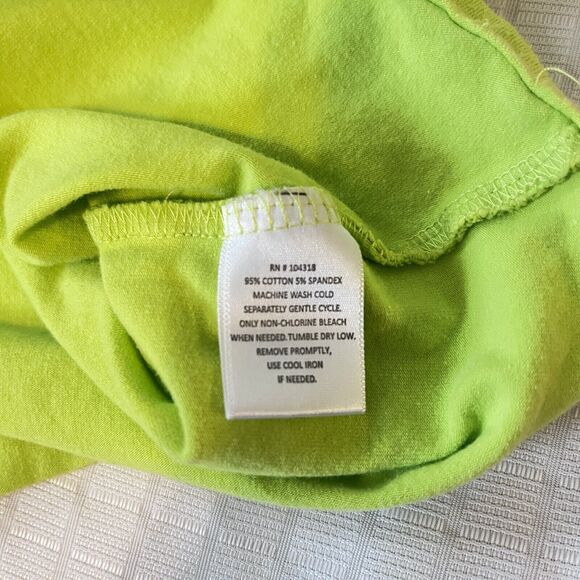 RN # 104318
95% COTTON 5% SPANDEX
MACHINE WASH COLD
SEPARATELY GENTLE CYCLE.
ONLY NON-CHLORINE BLEACH
WHEN NEEDED.TUMBLE DRY LOW,
REMOVE PROMPTLY,
USE COOL IRON
IF NEEDED.